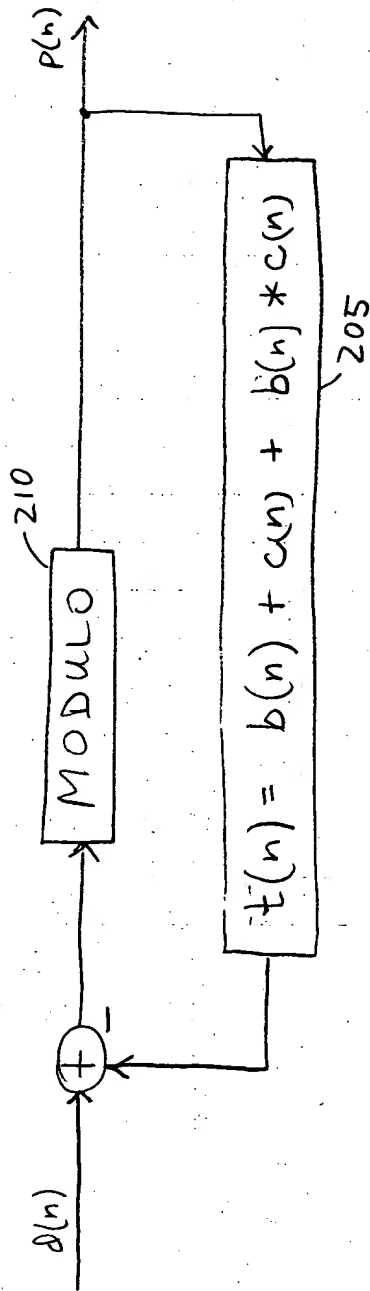 d(n)
+
-
MODULO
210
p(n)
t(n) = b(n) + c(n) + b(n) * c(n)
205